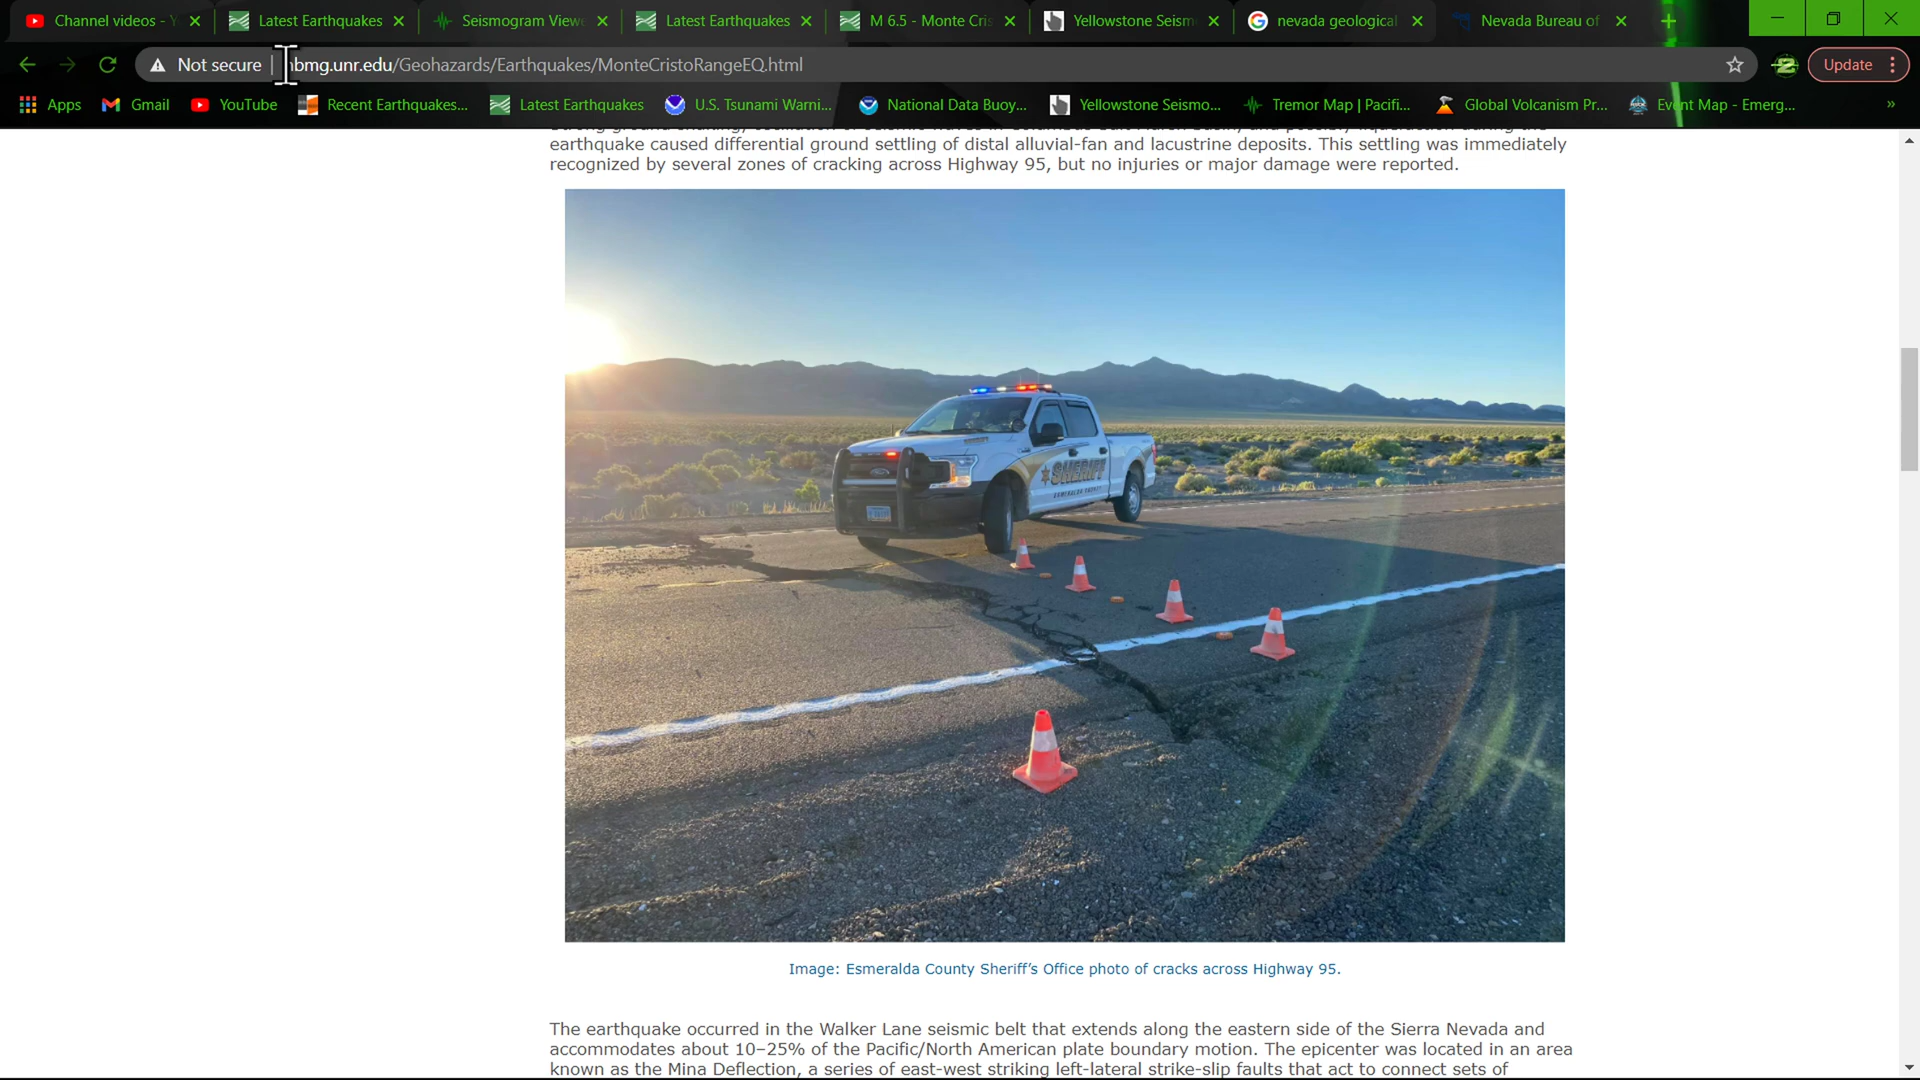 Channel videos - Y
Latest Earthquakes
Seismogram Viewe
Latest Earthquakes
M 6.5 - Monte Cris
Yellowstone Seism
nevada geological
Nevada Bureau of
Not secure | nbmg.unr.edu/Geohazards/Earthquakes/MonteCristoRangeEQ.html
Update
Apps
Gmail
YouTube
Recent Earthquakes...
Latest Earthquakes
U.S. Tsunami Warni...
National Data Buoy...
Yellowstone Seismo...
Tremor Map | Pacifi...
Global Volcanism Pr...
Event Map - Emerg...
»
earthquake caused differential ground settling of distal alluvial-fan and lacustrine deposits. This settling was immediately
recognized by several zones of cracking across Highway 95, but no injuries or major damage were reported.
SHERIFF
ESMERALDA COUNTY
Image: Esmeralda County Sheriff’s Office photo of cracks across Highway 95.
The earthquake occurred in the Walker Lane seismic belt that extends along the eastern side of the Sierra Nevada and
accommodates about 10–25% of the Pacific/North American plate boundary motion. The epicenter was located in an area
known as the Mina Deflection, a series of east-west striking left-lateral strike-slip faults that act to connect sets of